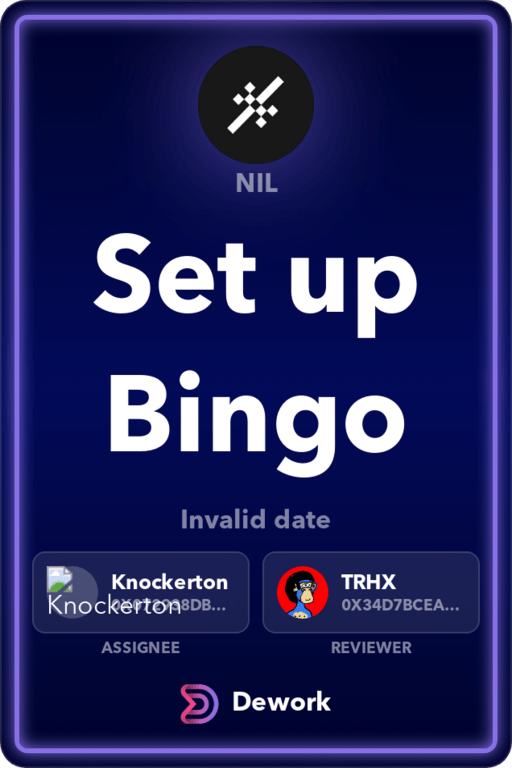 NIL
Set up
Bingo
Invalid date
Knockerton
Knockerton
ASSIGNEE
TRHX
0X34D7BCEA...
REVIEWER
Dework